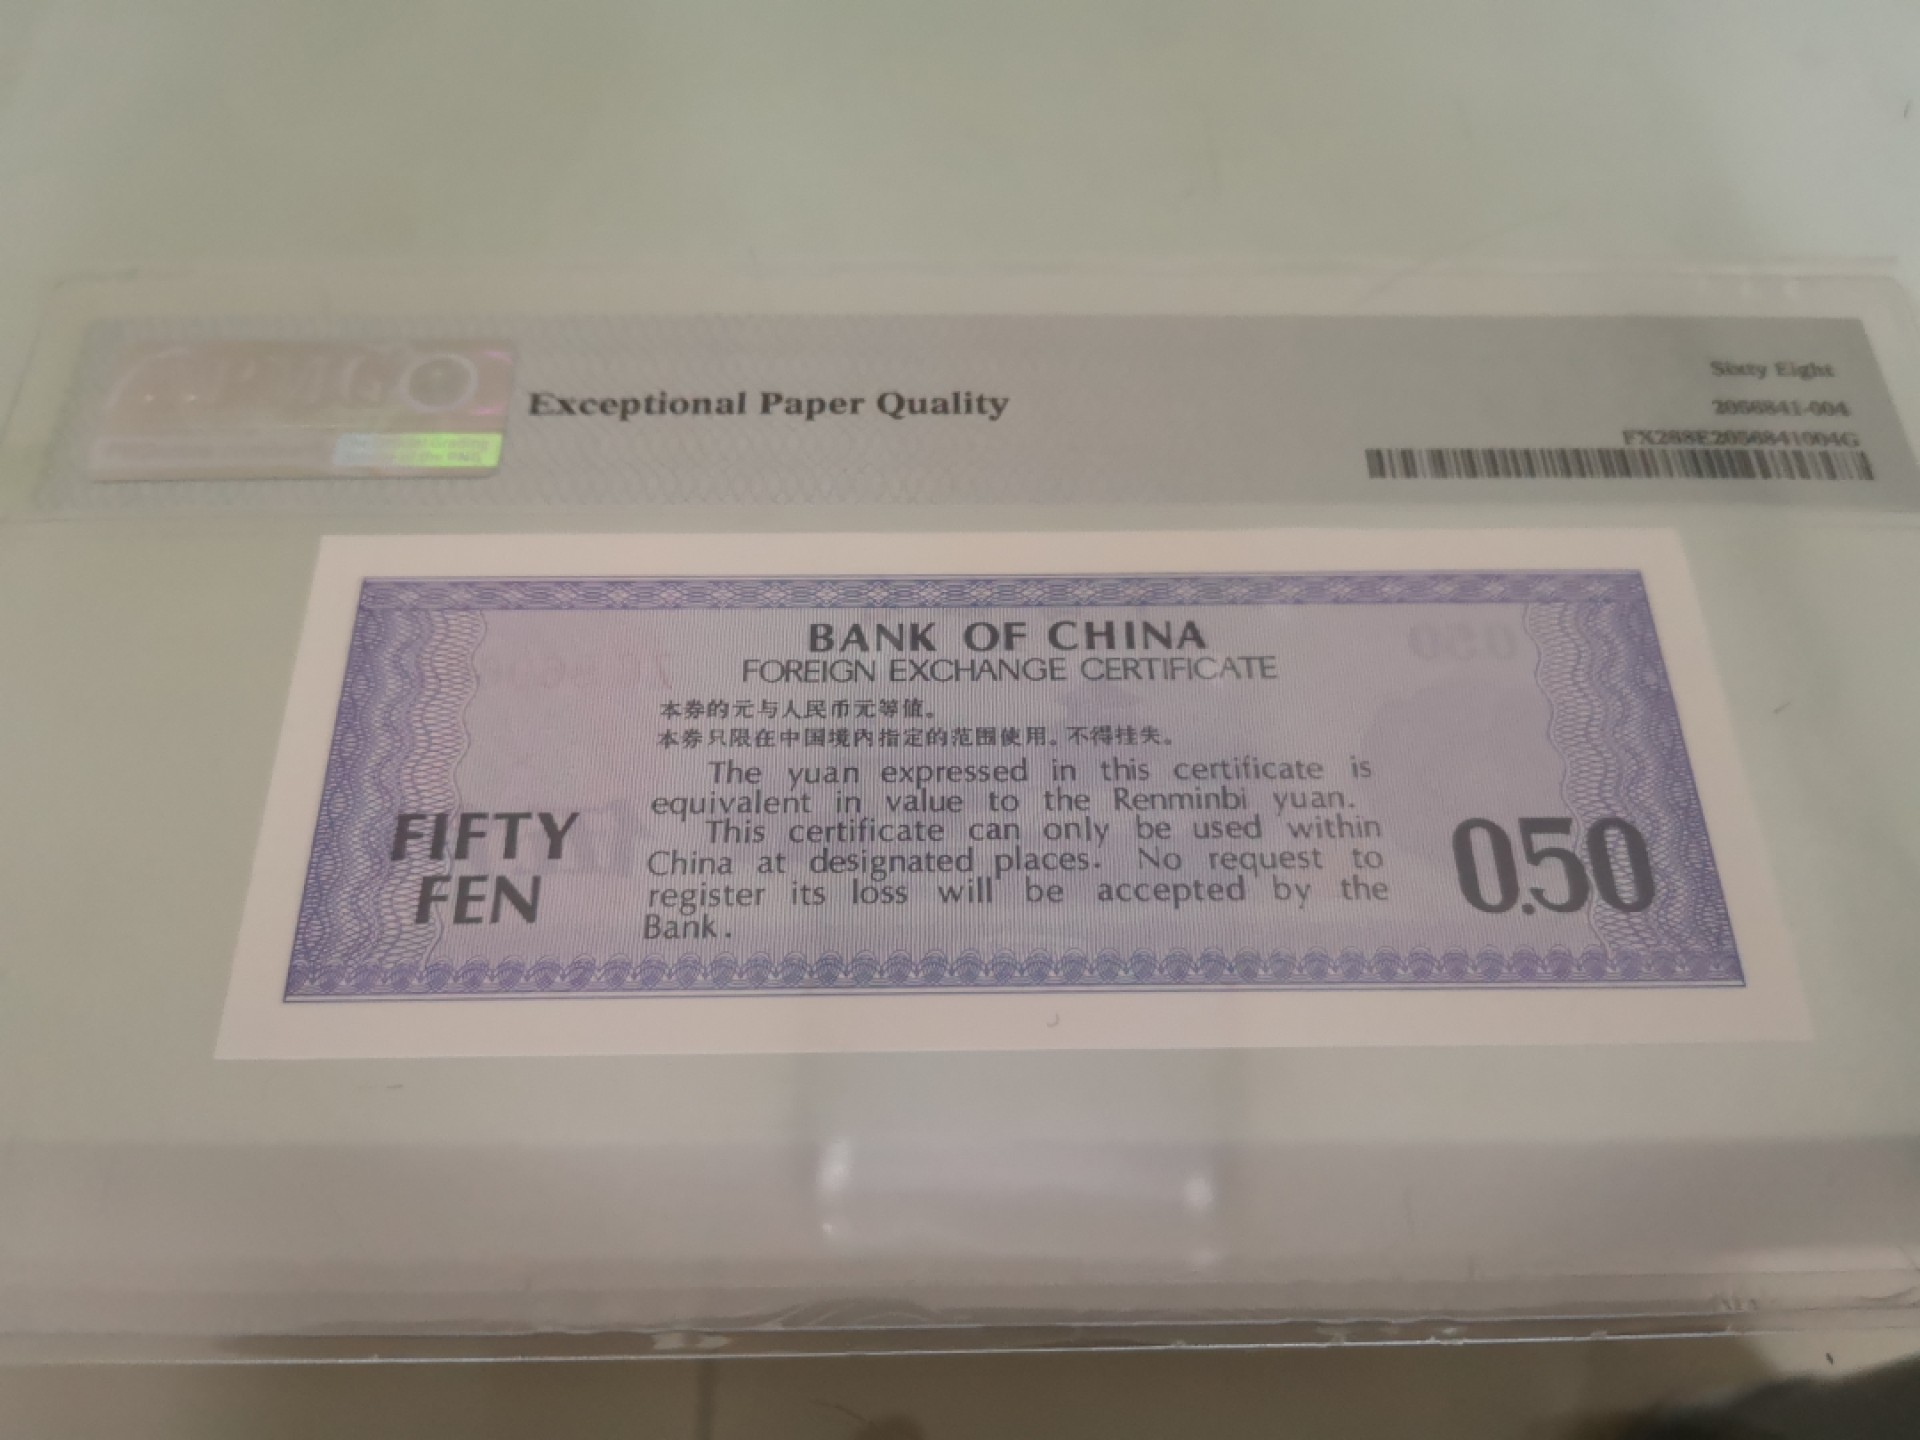 PMG
Exceptional Paper Quality
Sixty Eight
2056841-004
FX268E2056841004G
BANK OF CHINA
FOREIGN EXCHANGE CERTIFICATE
本券的元与人民币元等值。
本券只限在中国境内指定的范围使用。不得挂失。
The yuan expressed in this certificate is
equivalent in value to the Renminbi yuan.
This certificate can only be used within
China at designated places. No request to
register its loss will be accepted by the
Bank.
FIFTY
FEN
0.50